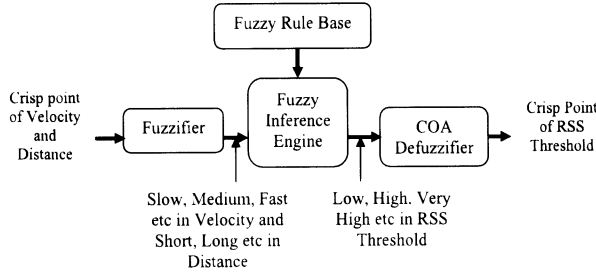 Fuzzy Rule Base
Crisp point
of Velocity
and
Distance
Fuzzifier
Fuzzy
Inference
Engine
COA
Defuzzifier
Crisp Point
of RSS
Threshold
Slow, Medium, Fast
etc in Velocity and
Short, Long etc in
Distance
Low, High. Very
High etc in RSS
Threshold